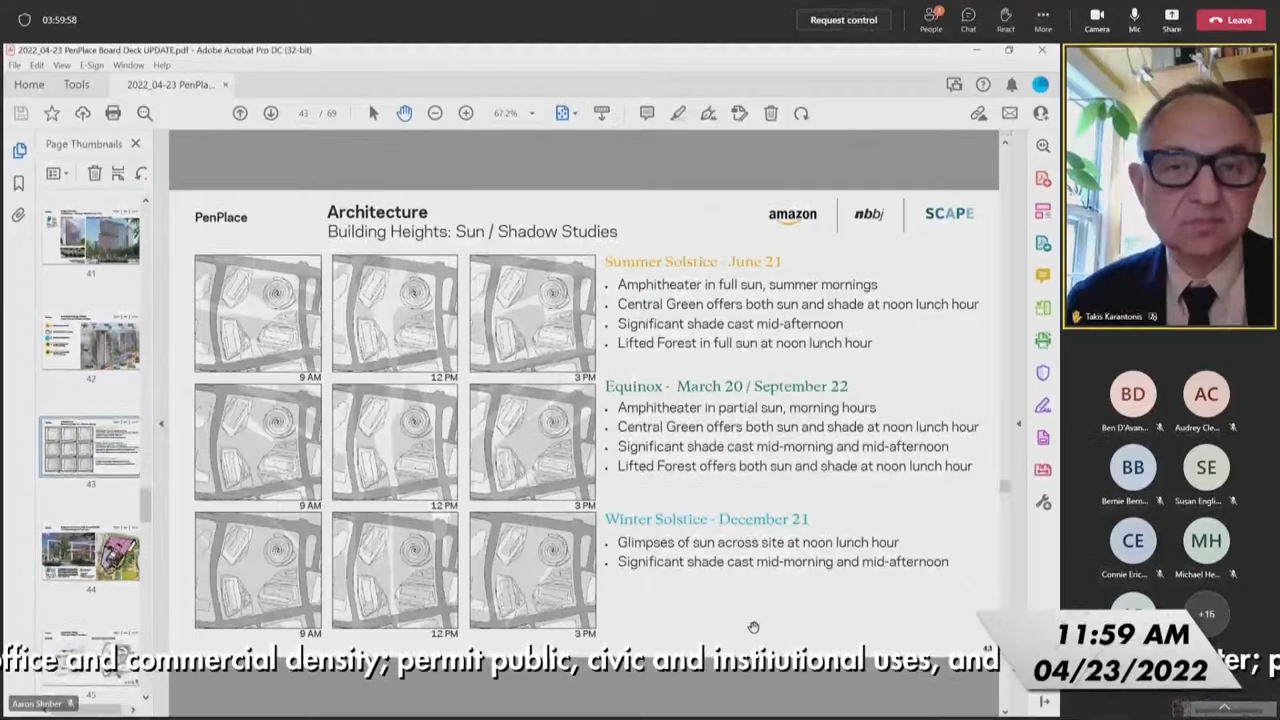 03:59:58
Request control
1
People
Chat
React
More
Camera
Mic
Share
Leave
2022_04-23 PenPlace Board Deck UPDATE.pdf - Adobe Acrobat Pro DC (32-bit)
File Edit View E-Sign Window Help
Home Tools 2022_04-23 PenPla... ×
43 / 69
67.2%
Page Thumbnails
41
42
43
44
45
PenPlace
Architecture
Building Heights: Sun / Shadow Studies
amazon nbbj SCAPE
9 AM 12 PM 3 PM
9 AM 12 PM 3 PM
9 AM 12 PM 3 PM
Summer Solstice - June 21
• Amphitheater in full sun, summer mornings
• Central Green offers both sun and shade at noon lunch hour
• Significant shade cast mid-afternoon
• Lifted Forest in full sun at noon lunch hour
Equinox - March 20 / September 22
• Amphitheater in partial sun, morning hours
• Central Green offers both sun and shade at noon lunch hour
• Significant shade cast mid-morning and mid-afternoon
• Lifted Forest offers both sun and shade at noon lunch hour
Winter Solstice - December 21
• Glimpses of sun across site at noon lunch hour
• Significant shade cast mid-morning and mid-afternoon
43
Takis Karantonis
BD AC
Ben D'Avan... Audrey Cle...
BB SE
Bernie Bern... Susan Engli...
CE MH
Connie Eric... Michael He...
+16
office and commercial density; permit public, civic and institutional uses, and
11:59 AM
04/23/2022
Aaron Shriber